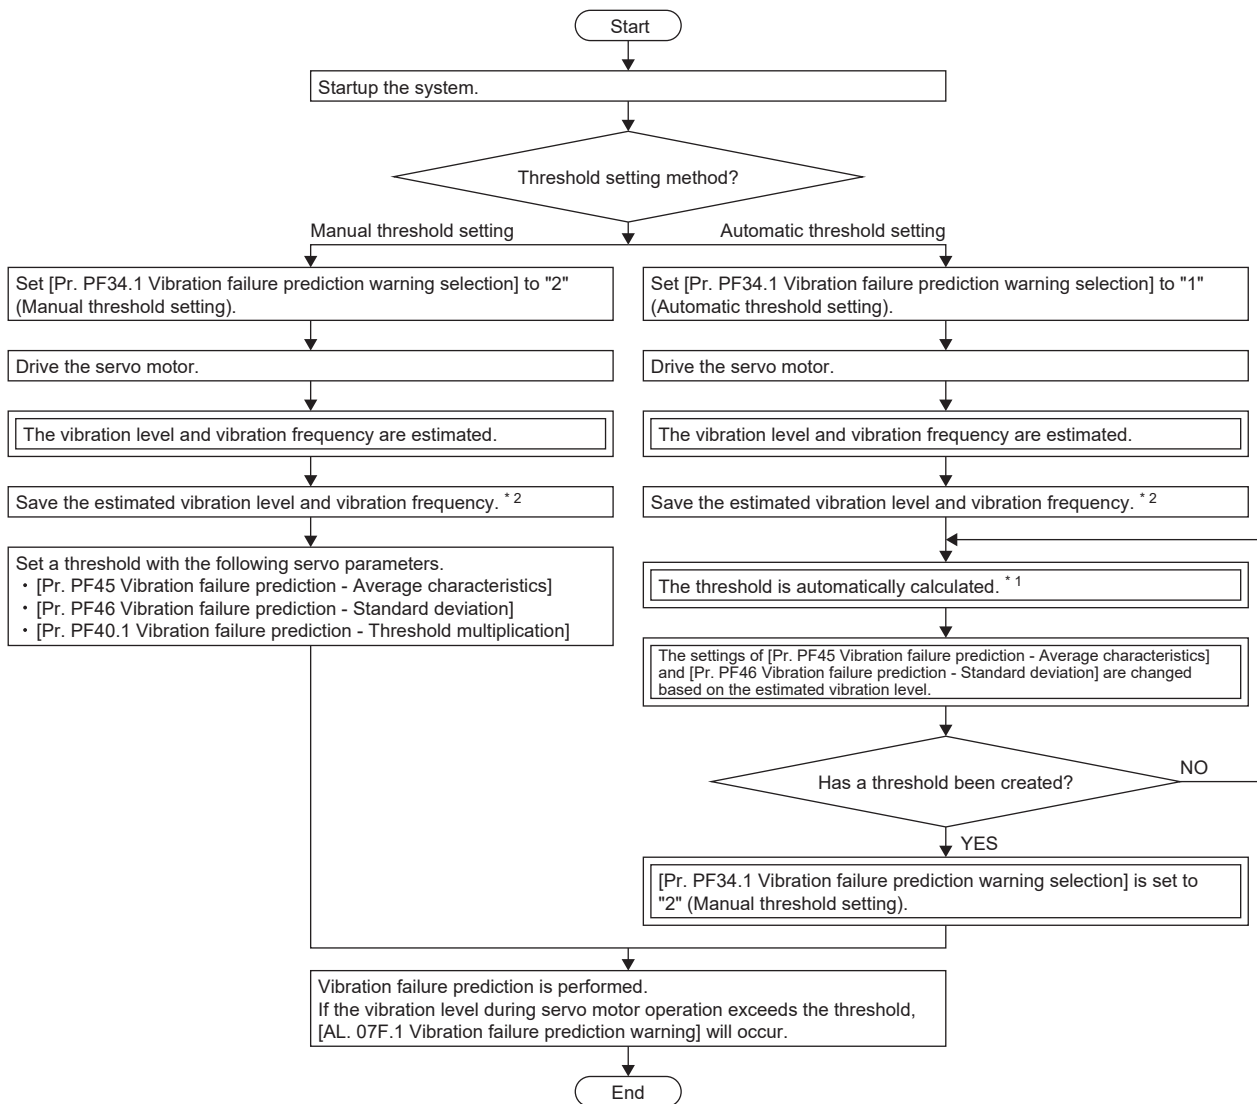 Start
Startup the system.
Threshold setting method?
Manual threshold setting
Automatic threshold setting
Set [Pr. PF34.1 Vibration failure prediction warning selection] to "2"
(Manual threshold setting).
Drive the servo motor.
The vibration level and vibration frequency are estimated.
Save the estimated vibration level and vibration frequency. * 2
Set a threshold with the following servo parameters.
・ [Pr. PF45 Vibration failure prediction - Average characteristics]
・ [Pr. PF46 Vibration failure prediction - Standard deviation]
・ [Pr. PF40.1 Vibration failure prediction - Threshold multiplication]
Set [Pr. PF34.1 Vibration failure prediction warning selection] to "1"
(Automatic threshold setting).
Drive the servo motor.
The vibration level and vibration frequency are estimated.
Save the estimated vibration level and vibration frequency. * 2
The threshold is automatically calculated. * 1
The settings of [Pr. PF45 Vibration failure prediction - Average characteristics]
and [Pr. PF46 Vibration failure prediction - Standard deviation] are changed
based on the estimated vibration level.
Has a threshold been created?
NO
YES
[Pr. PF34.1 Vibration failure prediction warning selection] is set to
"2" (Manual threshold setting).
Vibration failure prediction is performed.
If the vibration level during servo motor operation exceeds the threshold,
[AL. 07F.1 Vibration failure prediction warning] will occur.
End